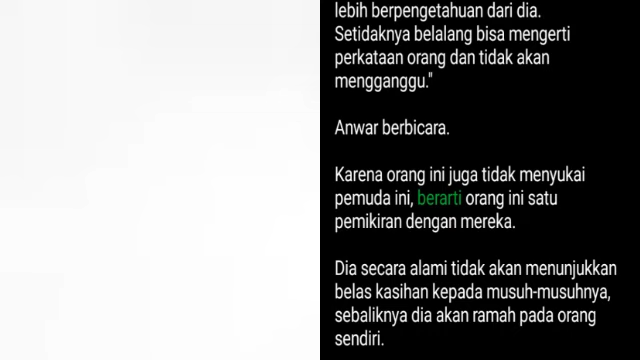 lebih berpengetahuan dari dia.
Setidaknya belalang bisa mengerti
perkataan orang dan tidak akan
mengganggu."
Anwar berbicara.
Karena orang ini juga tidak menyukai
pemuda ini, berarti orang ini satu
pemikiran dengan mereka.
Dia secara alami tidak akan menunjukkan
belas kasihan kepada musuh-musuhnya,
sebaliknya dia akan ramah pada orang
sendiri.